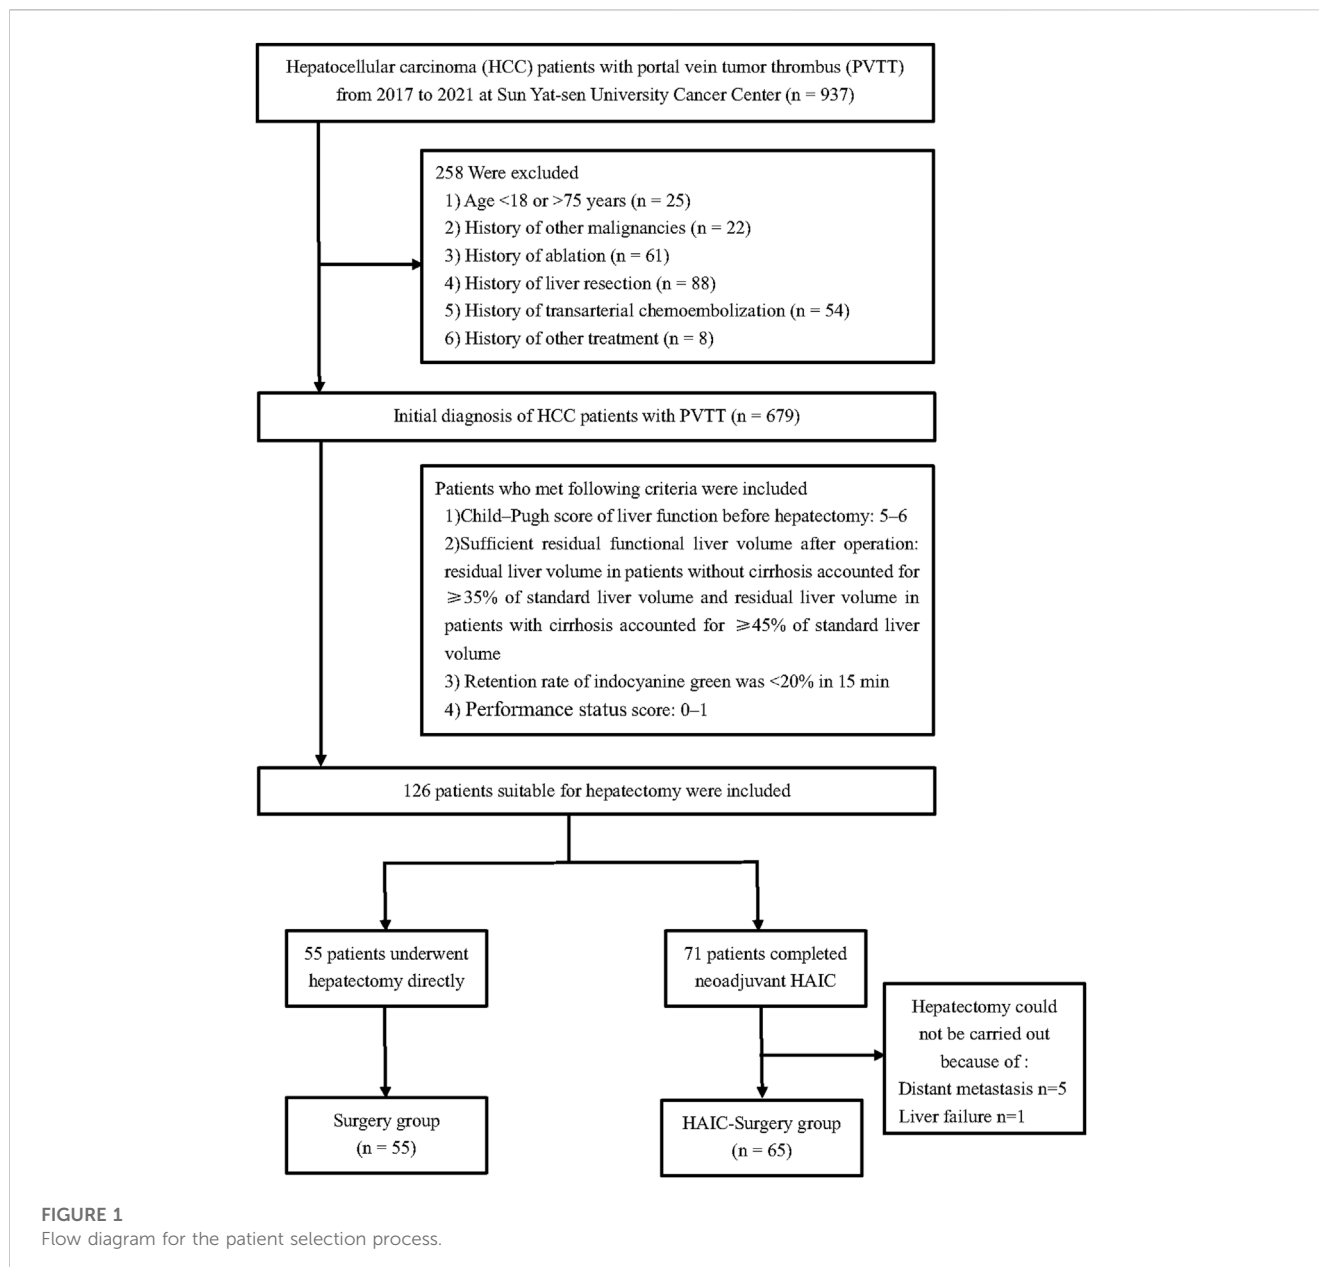 Hepatocellular carcinoma (HCC) patients with portal vein tumor thrombus (PVTT)
from 2017 to 2021 at Sun Yat-sen University Cancer Center (n = 937)
258 Were excluded
1) Age <18 or >75 years (n = 25)
2) History of other malignancies (n = 22)
3) History of ablation (n = 61)
4) History of liver resection (n = 88)
5) History of transarterial chemoembolization (n = 54)
6) History of other treatment (n = 8)
Initial diagnosis of HCC patients with PVTT (n = 679)
Patients who met following criteria were included
1)Child–Pugh score of liver function before hepatectomy: 5–6
2)Sufficient residual functional liver volume after operation:
residual liver volume in patients without cirrhosis accounted for
⩾35% of standard liver volume and residual liver volume in
patients with cirrhosis accounted for ⩾45% of standard liver
volume
3) Retention rate of indocyanine green was <20% in 15 min
4) Performance status score: 0–1
126 patients suitable for hepatectomy were included
55 patients underwent
hepatectomy directly
71 patients completed
neoadjuvant HAIC
Hepatectomy could
not be carried out
because of :
Distant metastasis n=5
Liver failure n=1
Surgery group
(n = 55)
HAIC-Surgery group
(n = 65)
FIGURE 1
Flow diagram for the patient selection process.